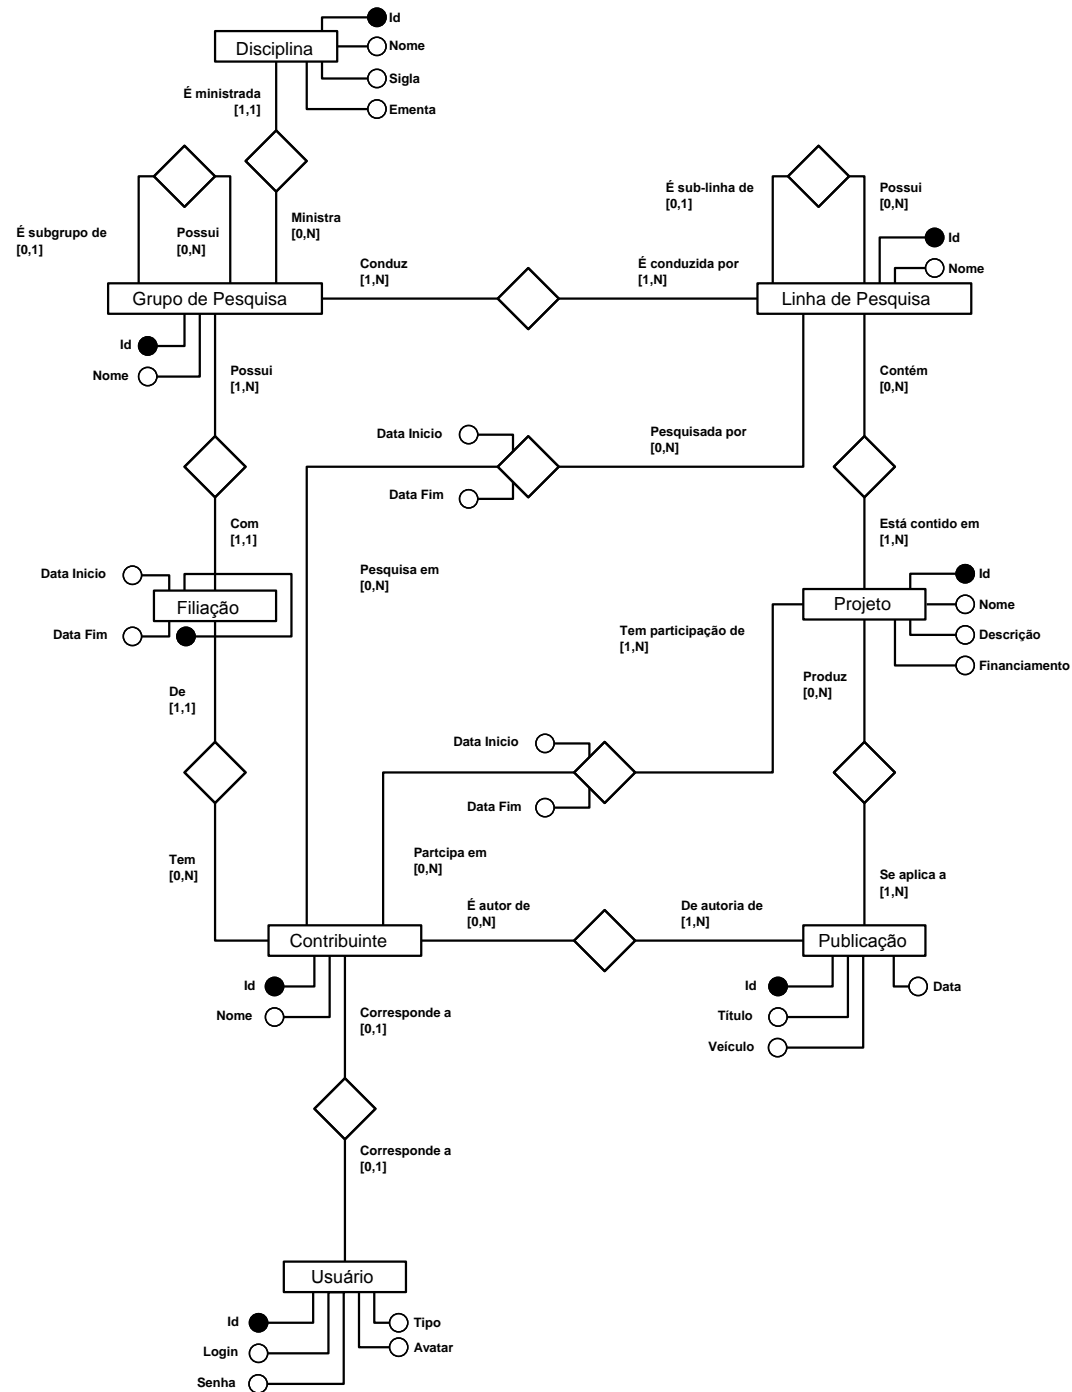 Id
Disciplina
Nome
Sigla
Ementa
É ministrada
[1,1]
É subgrupo de
[0,1]
Possui
[0,N]
Ministra
[0,N]
É sub-linha de
[0,1]
Possui
[0,N]
Id
Nome
Conduz
[1,N]
É conduzida por
[1,N]
Grupo de Pesquisa
Linha de Pesquisa
Id
Nome
Possui
[1,N]
Contém
[0,N]
Data Inicio
Data Fim
Pesquisada por
[0,N]
Com
[1,1]
Está contido em
[1,N]
Data Inicio
Filiação
Data Fim
Pesquisa em
[0,N]
Id
Projeto
Nome
Descrição
Financiamento
Tem participação de
[1,N]
De
[1,1]
Produz
[0,N]
Data Inicio
Data Fim
Tem
[0,N]
Partcipa em
[0,N]
É autor de
[0,N]
De autoria de
[1,N]
Se aplica a
[1,N]
Contribuinte
Publicação
Id
Nome
Corresponde a
[0,1]
Id
Data
Título
Veículo
Corresponde a
[0,1]
Usuário
Id
Tipo
Login
Avatar
Senha